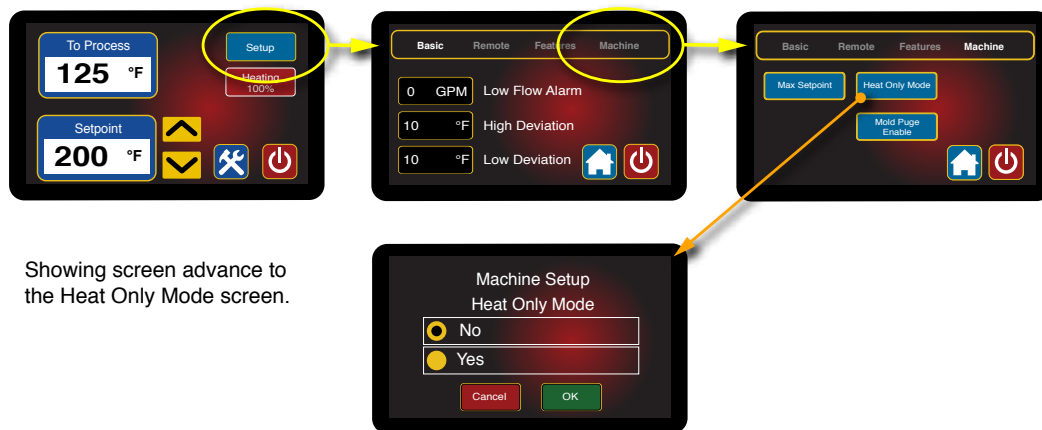 To Process
125 °F
Setup
Heating
100%
Setpoint
200 °F
Basic Remote Features Machine
0 GPM Low Flow Alarm
10 °F High Deviation
10 °F Low Deviation
Basic Remote Features Machine
Max Setpoint Heat Only Mode
Mold Puge
Enable
Showing screen advance to
the Heat Only Mode screen.
Machine Setup
Heat Only Mode
No
Yes
Cancel OK